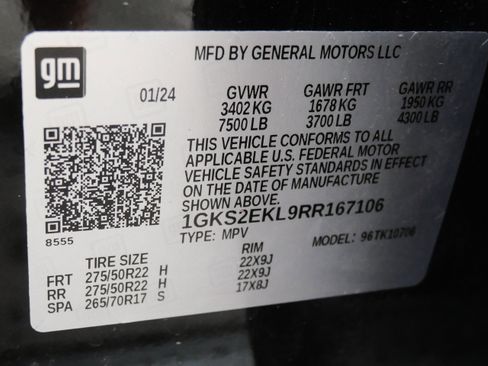 gm
MFD BY GENERAL MOTORS LLC
01/24 GVWR GAWR FRT GAWR RR
3402 KG 1678 KG 1950 KG
7500 LB 3700 LB 4300 LB
THIS VEHICLE CONFORMS TO ALL
APPLICABLE U.S. FEDERAL MOTOR
VEHICLE SAFETY STANDARDS IN EFFECT
ON THE DATE OF MANUFACTURE
SHOWN ABOVE.
1GKS2EKL9RR167106
8555 TYPE: MPV MODEL: 96TK10706
TIRE SIZE RIM
FRT 275/50R22 H 22X9J
RR 275/50R22 H 22X9J
SPA 265/70R17 S 17X8J